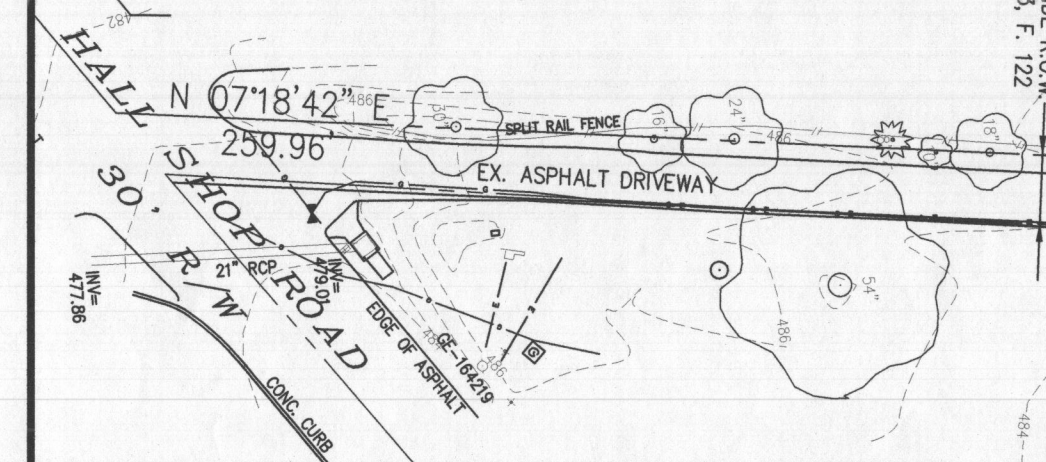 482
HALL
SHOP ROAD
30' R/W
N 07°18'42" E
259.96'
486
30"
SPLIT RAIL FENCE
16"
24"
486
8"
18"
EX. ASPHALT DRIVEWAY
21" RCP
INV=
479.01
INV=
477.86
EDGE OF ASPHALT
GE-164219
484
486
E
G
54"
486
484
CONC. CURB
3, F. 122